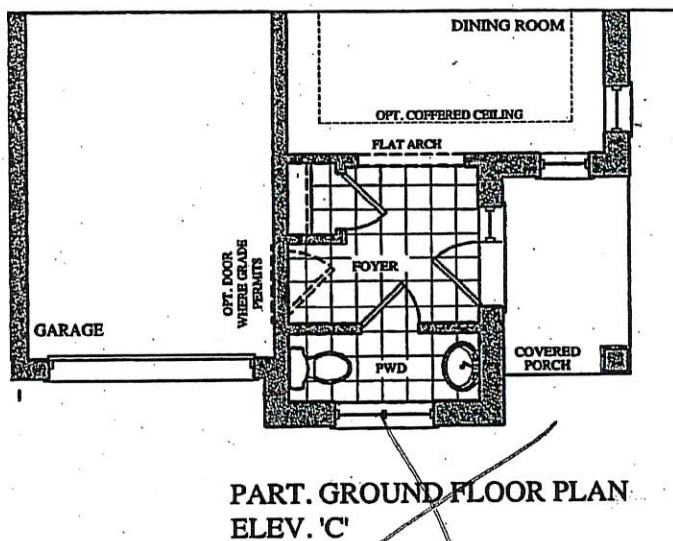 DINING ROOM
OPT. COFFERED CEILING
FLAT ARCH
OPT. DOOR
WHERE GRADE
PERMITS
FOYER
GARAGE
PWD
COVERED
PORCH
PART. GROUND FLOOR PLAN
ELEV. 'C'